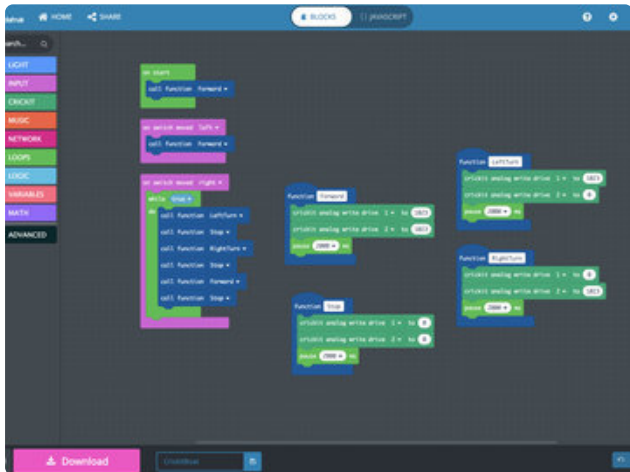 HOME SHARE BLOCKS {} JAVASCRIPT
LIGHT
INPUT
CRICKIT
MUSIC
NETWORK
LOOPS
LOGIC
VARIABLES
MATH
ADVANCED
on start
call function forward
on switch moved left
call function forward
on switch moved right
while true
do call function LeftTurn
call function Stop
call function RightTurn
call function Stop
call function forward
call function Stop
function forward
crickit analog write drive 1 to 1023
crickit analog write drive 2 to 1023
pause 2000 ms
function Stop
crickit analog write drive 1 to 0
crickit analog write drive 2 to 0
pause 2000 ms
function LeftTurn
crickit analog write drive 1 to 1023
crickit analog write drive 2 to 0
pause 2000 ms
function RightTurn
crickit analog write drive 1 to 0
crickit analog write drive 2 to 1023
pause 2000 ms
Download